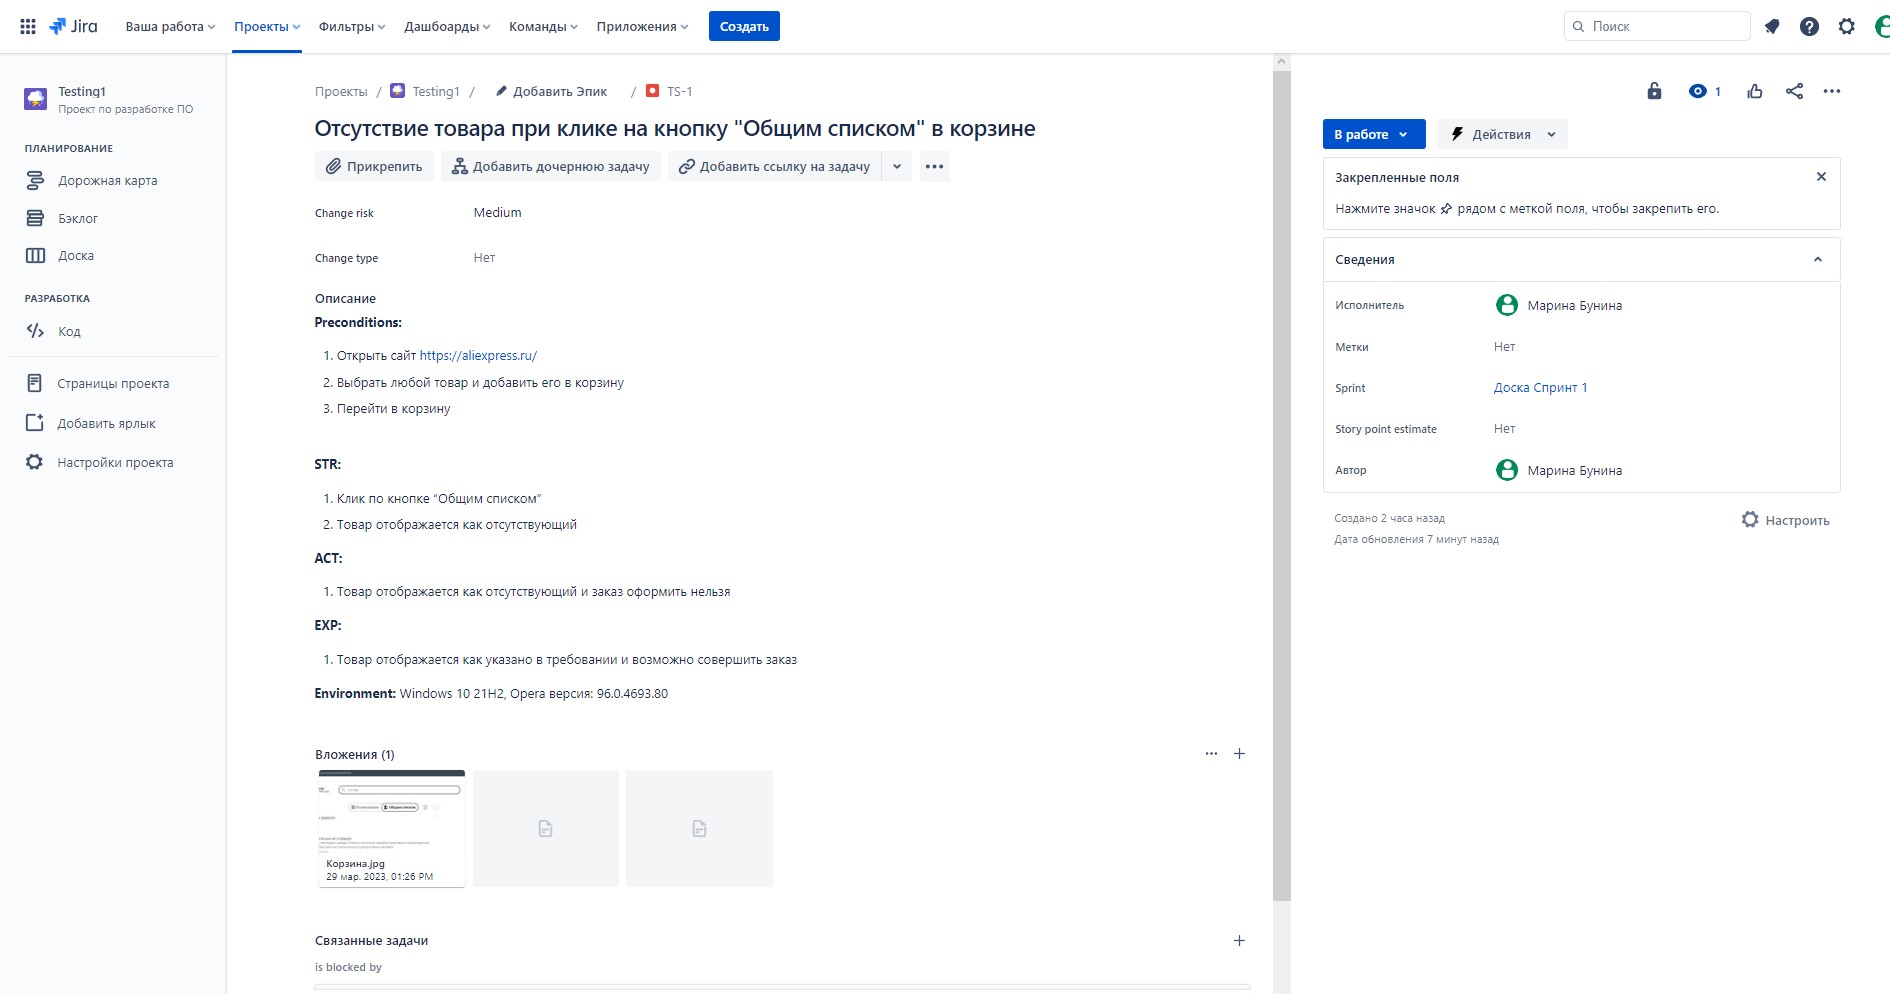 Jira Ваша работа Проекты Фильтры Дашборды Команды Приложения Создать Поиск
Testing1
Проект по разработке ПО
ПЛАНИРОВАНИЕ
Дорожная карта
Бэклог
Доска
РАЗРАБОТКА
Код
Страницы проекта
Добавить ярлык
Настройки проекта
Проекты / Testing1 / Добавить Эпик / TS-1
Отсутствие товара при клике на кнопку "Общим списком" в корзине
Прикрепить Добавить дочернюю задачу Добавить ссылку на задачу
Change risk Medium
Change type Нет
Описание
Preconditions:
1. Открыть сайт https://aliexpress.ru/
2. Выбрать любой товар и добавить его в корзину
3. Перейти в корзину
STR:
1. Клик по кнопке “Общим списком”
2. Товар отображается как отсутствующий
ACT:
1. Товар отображается как отсутствующий и заказ оформить нельзя
EXP:
1. Товар отображается как указано в требовании и возможно совершить заказ
Environment: Windows 10 21H2, Opera версия: 96.0.4693.80
Вложения (1)
Общим списком
Корзина.jpg
29 мар. 2023, 01:26 PM
Связанные задачи
is blocked by
1
В работе Действия
Закрепленные поля
Нажмите значок рядом с меткой поля, чтобы закрепить его.
Сведения
Исполнитель Марина Бунина
Метки Нет
Sprint Доска Спринт 1
Story point estimate Нет
Автор Марина Бунина
Создано 2 часа назад
Дата обновления 7 минут назад
Настроить